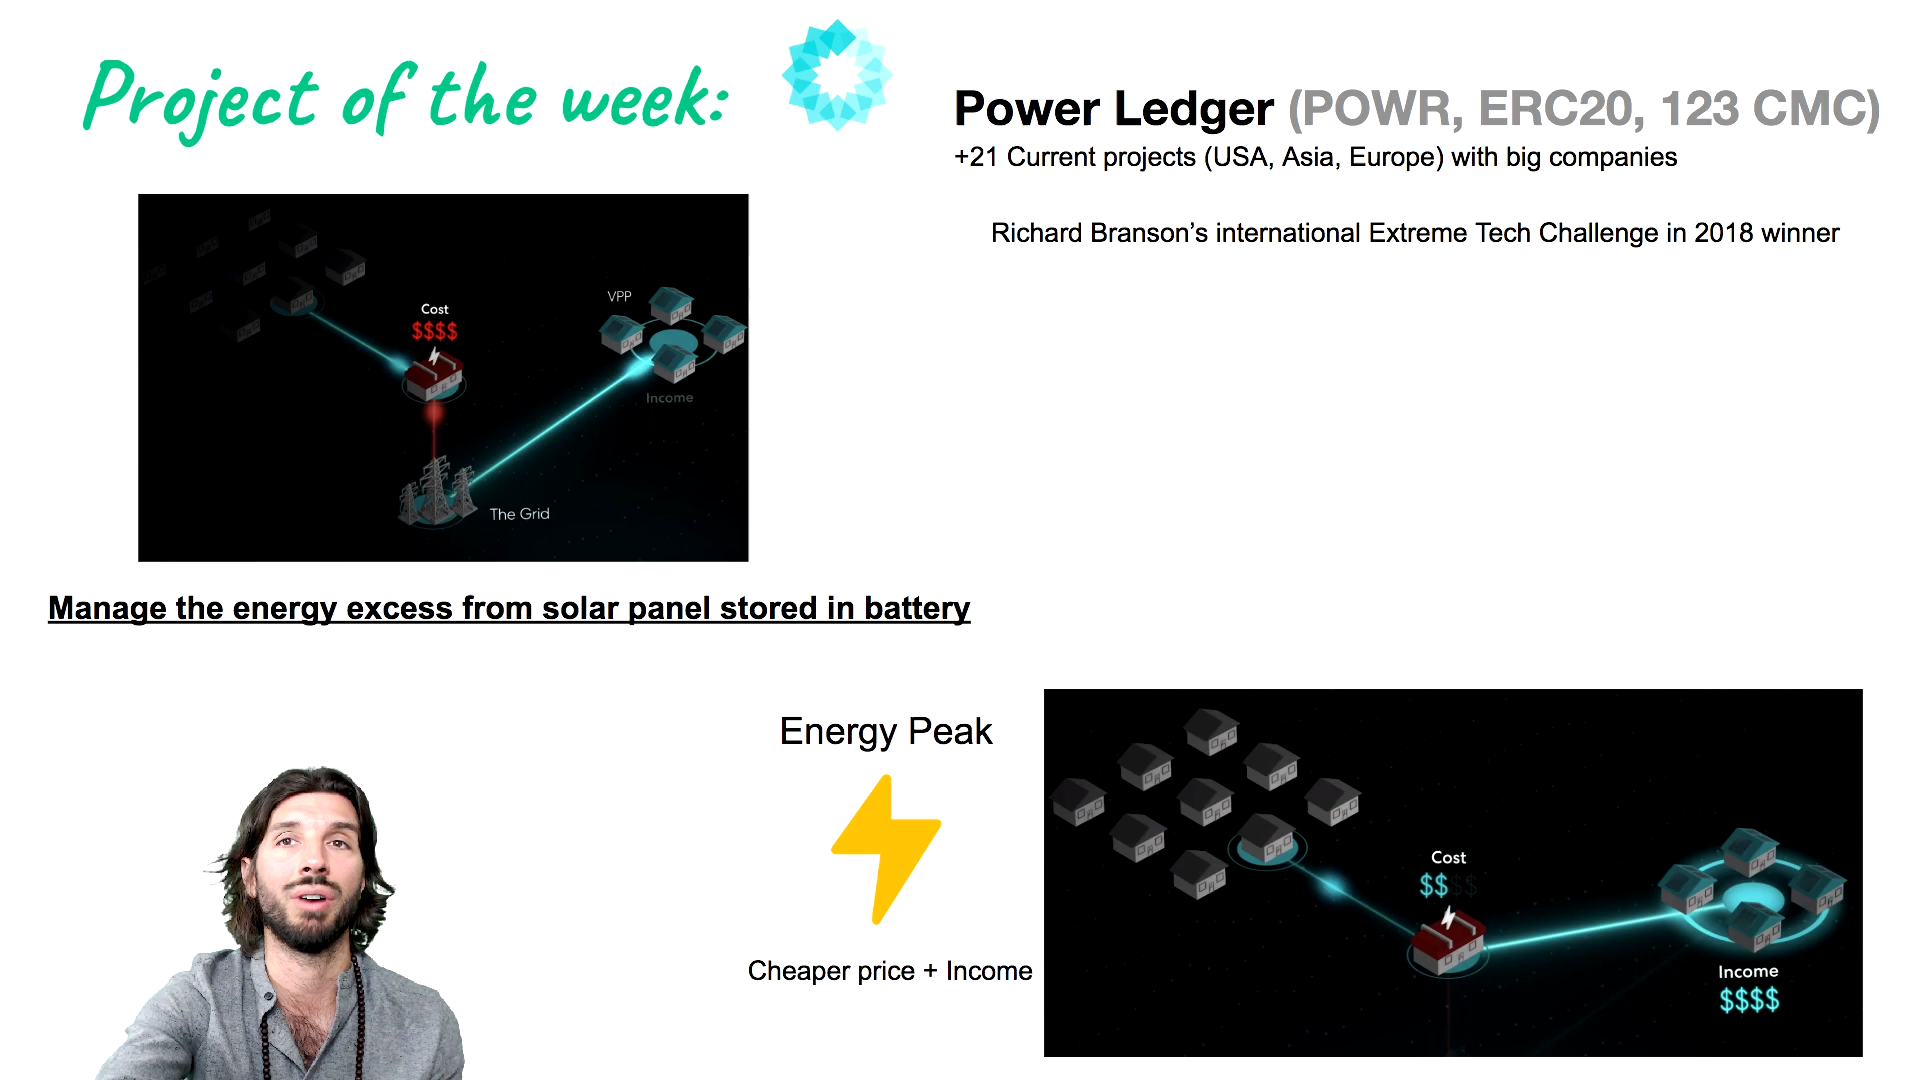 Project of the week:
Power Ledger (POWR, ERC20, 123 CMC)
+21 Current projects (USA, Asia, Europe) with big companies
Richard Branson's international Extreme Tech Challenge in 2018 winner
Cost
$$$$
VPP
Income
The Grid
Manage the energy excess from solar panel stored in battery
Energy Peak
Cheaper price + Income
Cost
$$$$
Income
$$$$